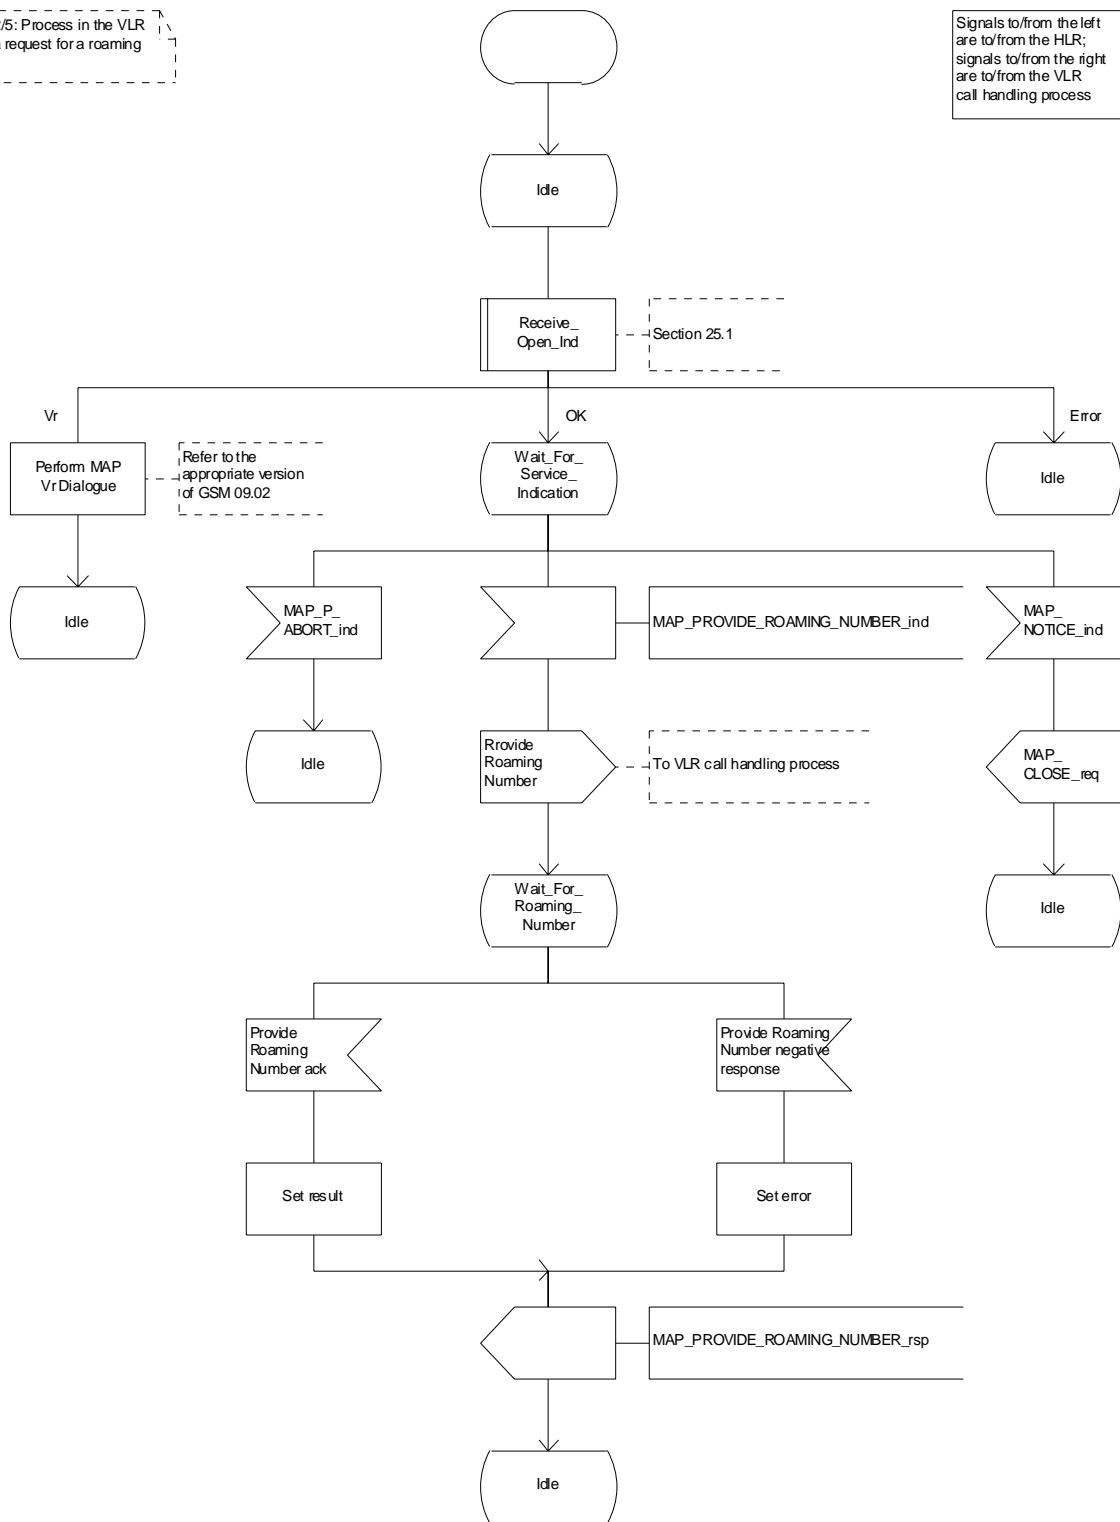 /5: Process in the VLR
request for a roaming
Signals to/from the left
are to/from the HLR;
signals to/from the right
are to/from the VLR
call handling process
Idle
Receive_
Open_Ind
Section 25.1
Vr
OK
Error
Perform MAP
Vr Dialogue
Refer to the
appropriate version
of GSM 09.02
Wait_For_
Service_
Indication
Idle
Idle
MAP_P_
ABORT_ind
MAP_PROVIDE_ROAMING_NUMBER_ind
MAP_
NOTICE_ind
Idle
Rrovide
Roaming
Number
To VLR call handling process
MAP_
CLOSE_req
Wait_For_
Roaming_
Number
Idle
Provide
Roaming
Number ack
Provide Roaming
Number negative
response
Set result
Set error
MAP_PROVIDE_ROAMING_NUMBER_rsp
Idle